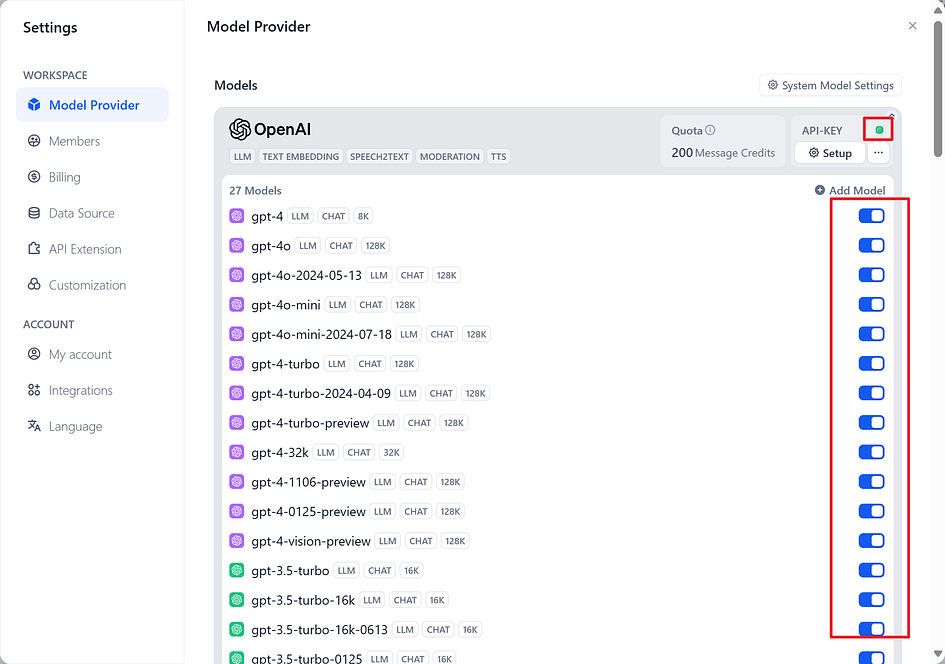 Settings
WORKSPACE
Model Provider
Members
Billing
Data Source
API Extension
Customization
ACCOUNT
My account
Integrations
Language
Model Provider
Models
System Model Settings
OpenAI
LLM TEXT EMBEDDING SPEECH2TEXT MODERATION TTS
Quota
200 Message Credits
API-KEY
Setup
27 Models
Add Model
gpt-4 LLM CHAT 8K
gpt-4o LLM CHAT 128K
gpt-4o-2024-05-13 LLM CHAT 128K
gpt-4o-mini LLM CHAT 128K
gpt-4o-mini-2024-07-18 LLM CHAT 128K
gpt-4-turbo LLM CHAT 128K
gpt-4-turbo-2024-04-09 LLM CHAT 128K
gpt-4-turbo-preview LLM CHAT 128K
gpt-4-32k LLM CHAT 32K
gpt-4-1106-preview LLM CHAT 128K
gpt-4-0125-preview LLM CHAT 128K
gpt-4-vision-preview LLM CHAT 128K
gpt-3.5-turbo LLM CHAT 16K
gpt-3.5-turbo-16k LLM CHAT 16K
gpt-3.5-turbo-16k-0613 LLM CHAT 16K
gpt-3.5-turbo-0125 LLM CHAT 16K